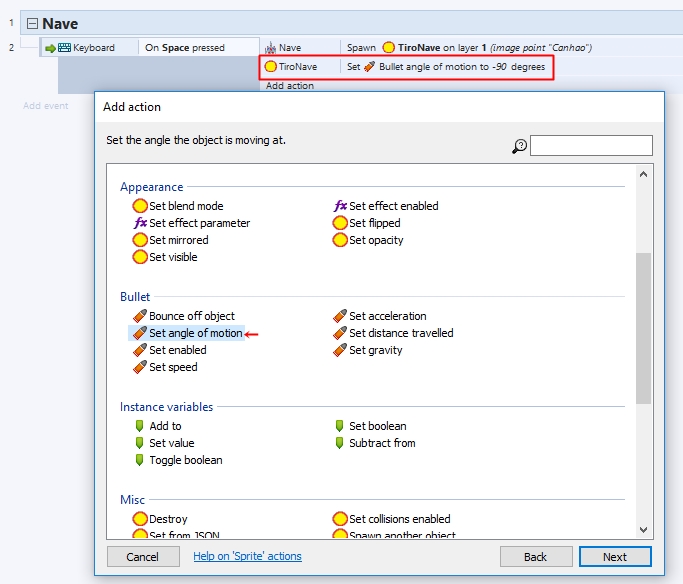 1 Nave
2 Keyboard On Space pressed Nave Spawn TiroNave on layer 1 (image point "Canhao")
TiroNave Set Bullet angle of motion to -90 degrees
Add action
Add event
Add action
Set the angle the object is moving at.
Appearance
Set blend mode Set effect enabled
Set effect parameter Set flipped
Set mirrored Set opacity
Set visible
Bullet
Bounce off object Set acceleration
Set angle of motion Set distance travelled
Set enabled Set gravity
Set speed
Instance variables
Add to Set boolean
Set value Subtract from
Toggle boolean
Misc
Destroy Set collisions enabled
Set from JSON Spawn another object
Cancel Help on 'Sprite' actions Back Next